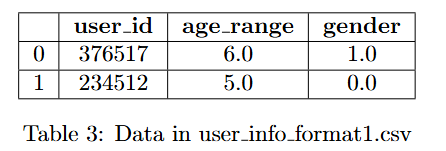 user_id age_range gender
0 376517 6.0 1.0
1 234512 5.0 0.0
Table 3: Data in user_info_format1.csv